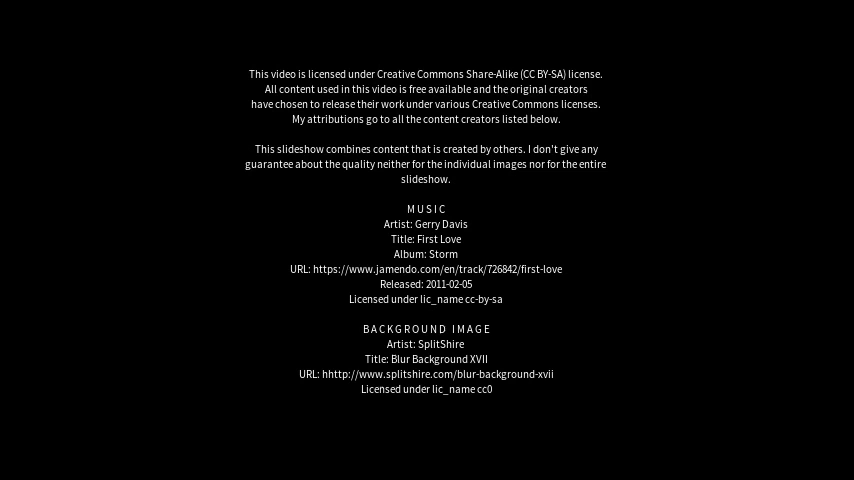 This video is licensed under Creative Commons Share-Alike (CC BY-SA) license.
All content used in this video is free available and the original creators
have chosen to release their work under various Creative Commons licenses.
My attributions go to all the content creators listed below.
This slideshow combines content that is created by others. I don't give any
guarantee about the quality neither for the individual images nor for the entire
slideshow.
MUSIC
Artist: Gerry Davis
Title: First Love
Album: Storm
URL: https://www.jamendo.com/en/track/726842/first-love
Released: 2011-02-05
Licensed under lic_name cc-by-sa
BACKGROUND IMAGE
Artist: SplitShire
Title: Blur Background XVII
URL: hhttp://www.splitshire.com/blur-background-xvii
Licensed under lic_name cc0